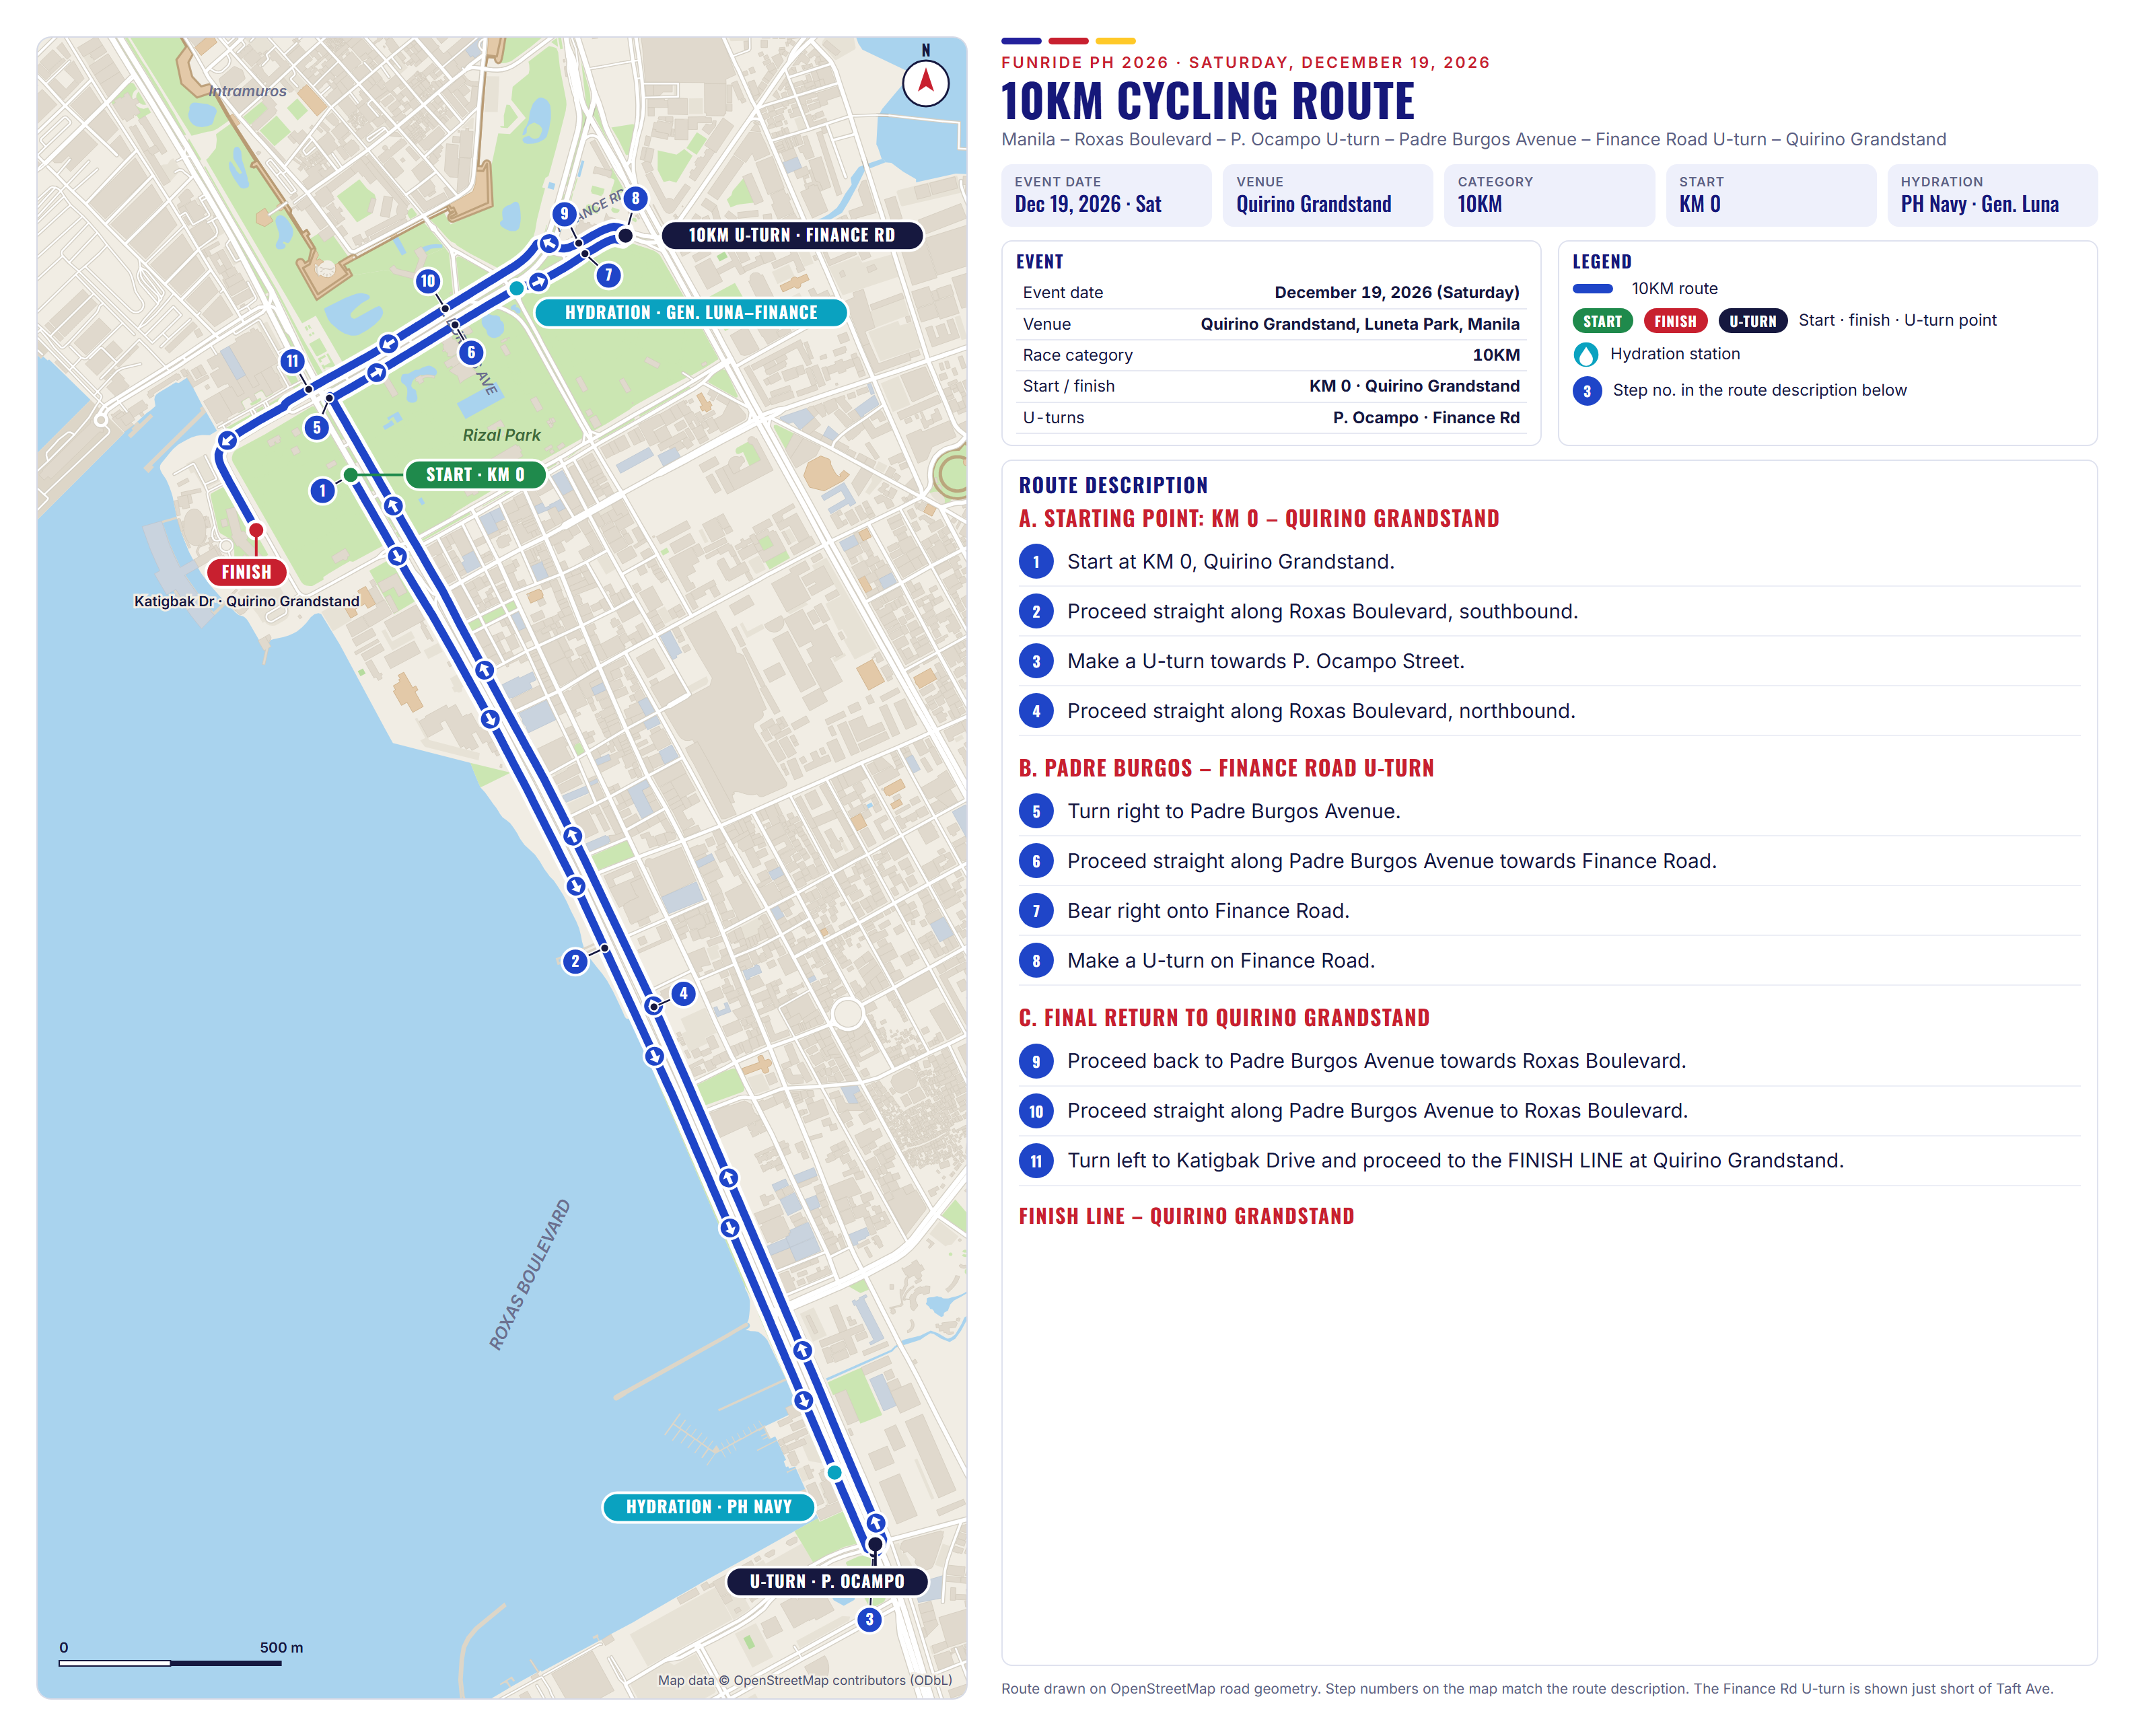 Intramuros
N
ANCE RD
8
9
10KM U-TURN · FINANCE RD
7
10
HYDRATION · GEN. LUNA–FINANCE
6
AVE
11
5
Rizal Park
START · KM 0
1
FINISH
Katigbak Dr · Quirino Grandstand
2
4
ROXAS BOULEVARD
HYDRATION · PH NAVY
U-TURN · P. OCAMPO
3
0 500 m
Map data © OpenStreetMap contributors (ODbL)
FUNRIDE PH 2026 · SATURDAY, DECEMBER 19, 2026
10KM CYCLING ROUTE
Manila – Roxas Boulevard – P. Ocampo U-turn – Padre Burgos Avenue – Finance Road U-turn – Quirino Grandstand
EVENT DATE
Dec 19, 2026 · Sat
VENUE
Quirino Grandstand
CATEGORY
10KM
START
KM 0
HYDRATION
PH Navy · Gen. Luna
EVENT
Event date December 19, 2026 (Saturday)
Venue Quirino Grandstand, Luneta Park, Manila
Race category 10KM
Start / finish KM 0 · Quirino Grandstand
U-turns P. Ocampo · Finance Rd
LEGEND
10KM route
START FINISH U-TURN Start · finish · U-turn point
Hydration station
3 Step no. in the route description below
ROUTE DESCRIPTION
A. STARTING POINT: KM 0 – QUIRINO GRANDSTAND
1 Start at KM 0, Quirino Grandstand.
2 Proceed straight along Roxas Boulevard, southbound.
3 Make a U-turn towards P. Ocampo Street.
4 Proceed straight along Roxas Boulevard, northbound.
B. PADRE BURGOS – FINANCE ROAD U-TURN
5 Turn right to Padre Burgos Avenue.
6 Proceed straight along Padre Burgos Avenue towards Finance Road.
7 Bear right onto Finance Road.
8 Make a U-turn on Finance Road.
C. FINAL RETURN TO QUIRINO GRANDSTAND
9 Proceed back to Padre Burgos Avenue towards Roxas Boulevard.
10 Proceed straight along Padre Burgos Avenue to Roxas Boulevard.
11 Turn left to Katigbak Drive and proceed to the FINISH LINE at Quirino Grandstand.
FINISH LINE – QUIRINO GRANDSTAND
Route drawn on OpenStreetMap road geometry. Step numbers on the map match the route description. The Finance Rd U-turn is shown just short of Taft Ave.